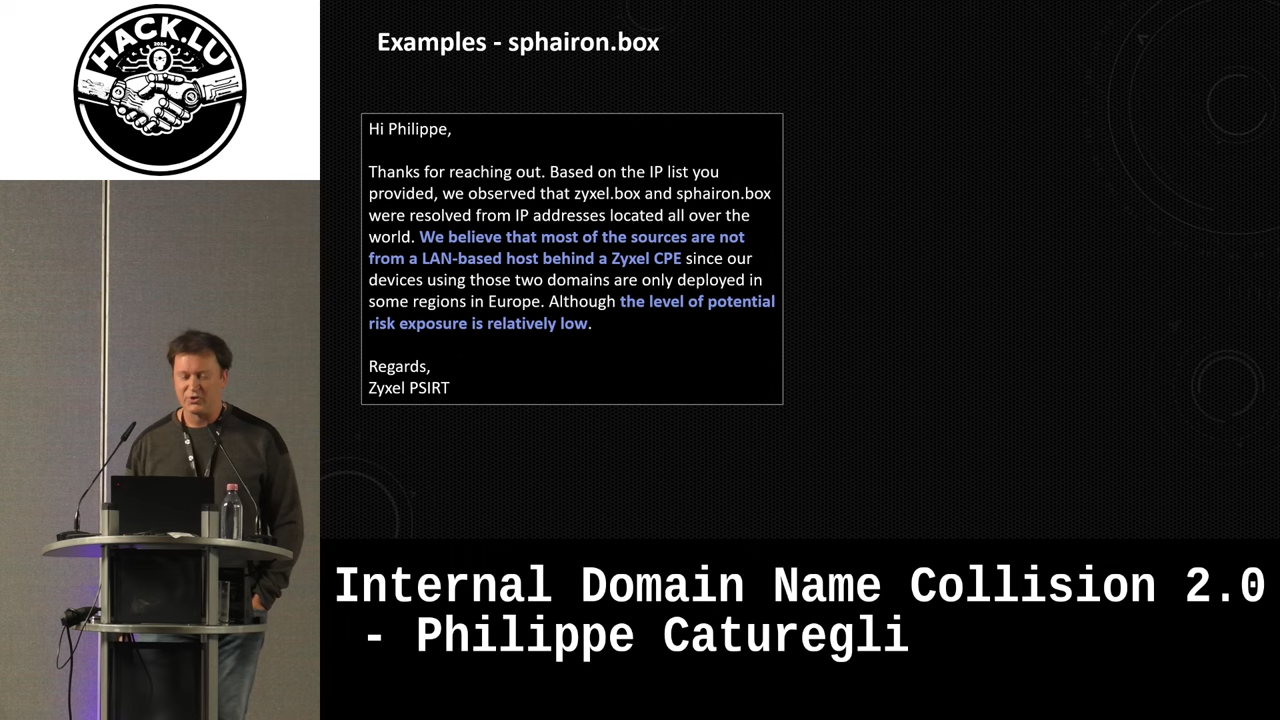 HACK.LU
2024
Examples - sphairon.box
Hi Philippe,
Thanks for reaching out. Based on the IP list you
provided, we observed that zyxel.box and sphairon.box
were resolved from IP addresses located all over the
world. We believe that most of the sources are not
from a LAN-based host behind a Zyxel CPE since our
devices using those two domains are only deployed in
some regions in Europe. Although the level of potential
risk exposure is relatively low.
Regards,
Zyxel PSIRT
Internal Domain Name Collision 2.0
- Philippe Caturegli